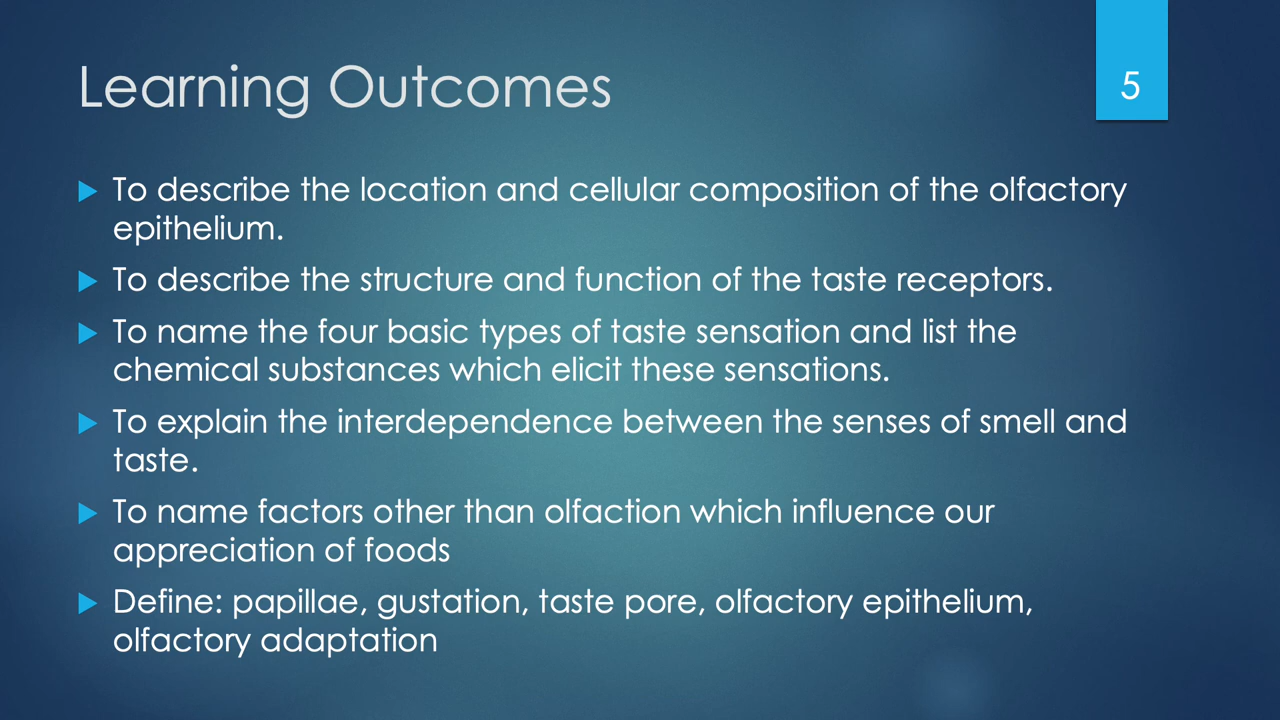 Learning Outcomes
5
To describe the location and cellular composition of the olfactory
epithelium.
To describe the structure and function of the taste receptors.
To name the four basic types of taste sensation and list the
chemical substances which elicit these sensations.
To explain the interdependence between the senses of smell and
taste.
To name factors other than olfaction which influence our
appreciation of foods
Define: papillae, gustation, taste pore, olfactory epithelium,
olfactory adaptation